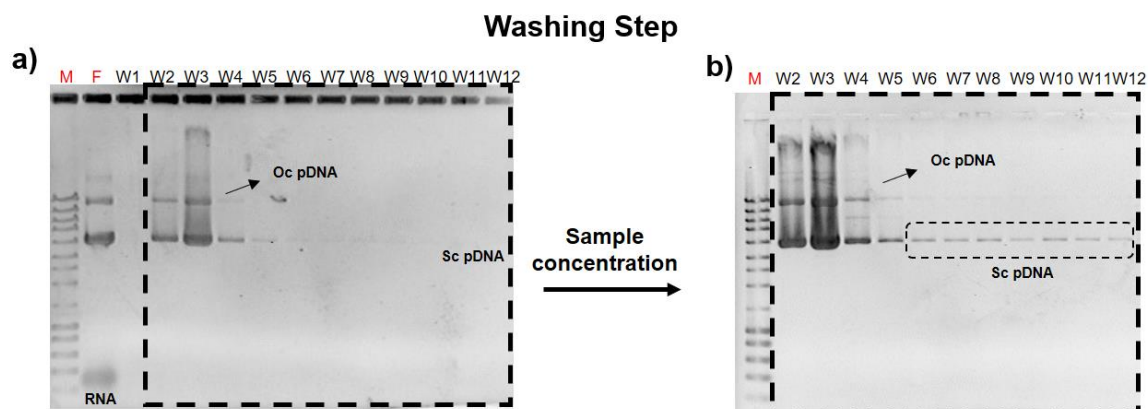 Washing Step
a)
M F W1 W2 W3 W4 W5 W6 W7 W8 W9 W10 W11 W12
Oc pDNA
Sc pDNA
RNA
Sample
concentration
b)
M W2 W3 W4 W5 W6 W7 W8 W9 W10 W11 W12
Oc pDNA
Sc pDNA